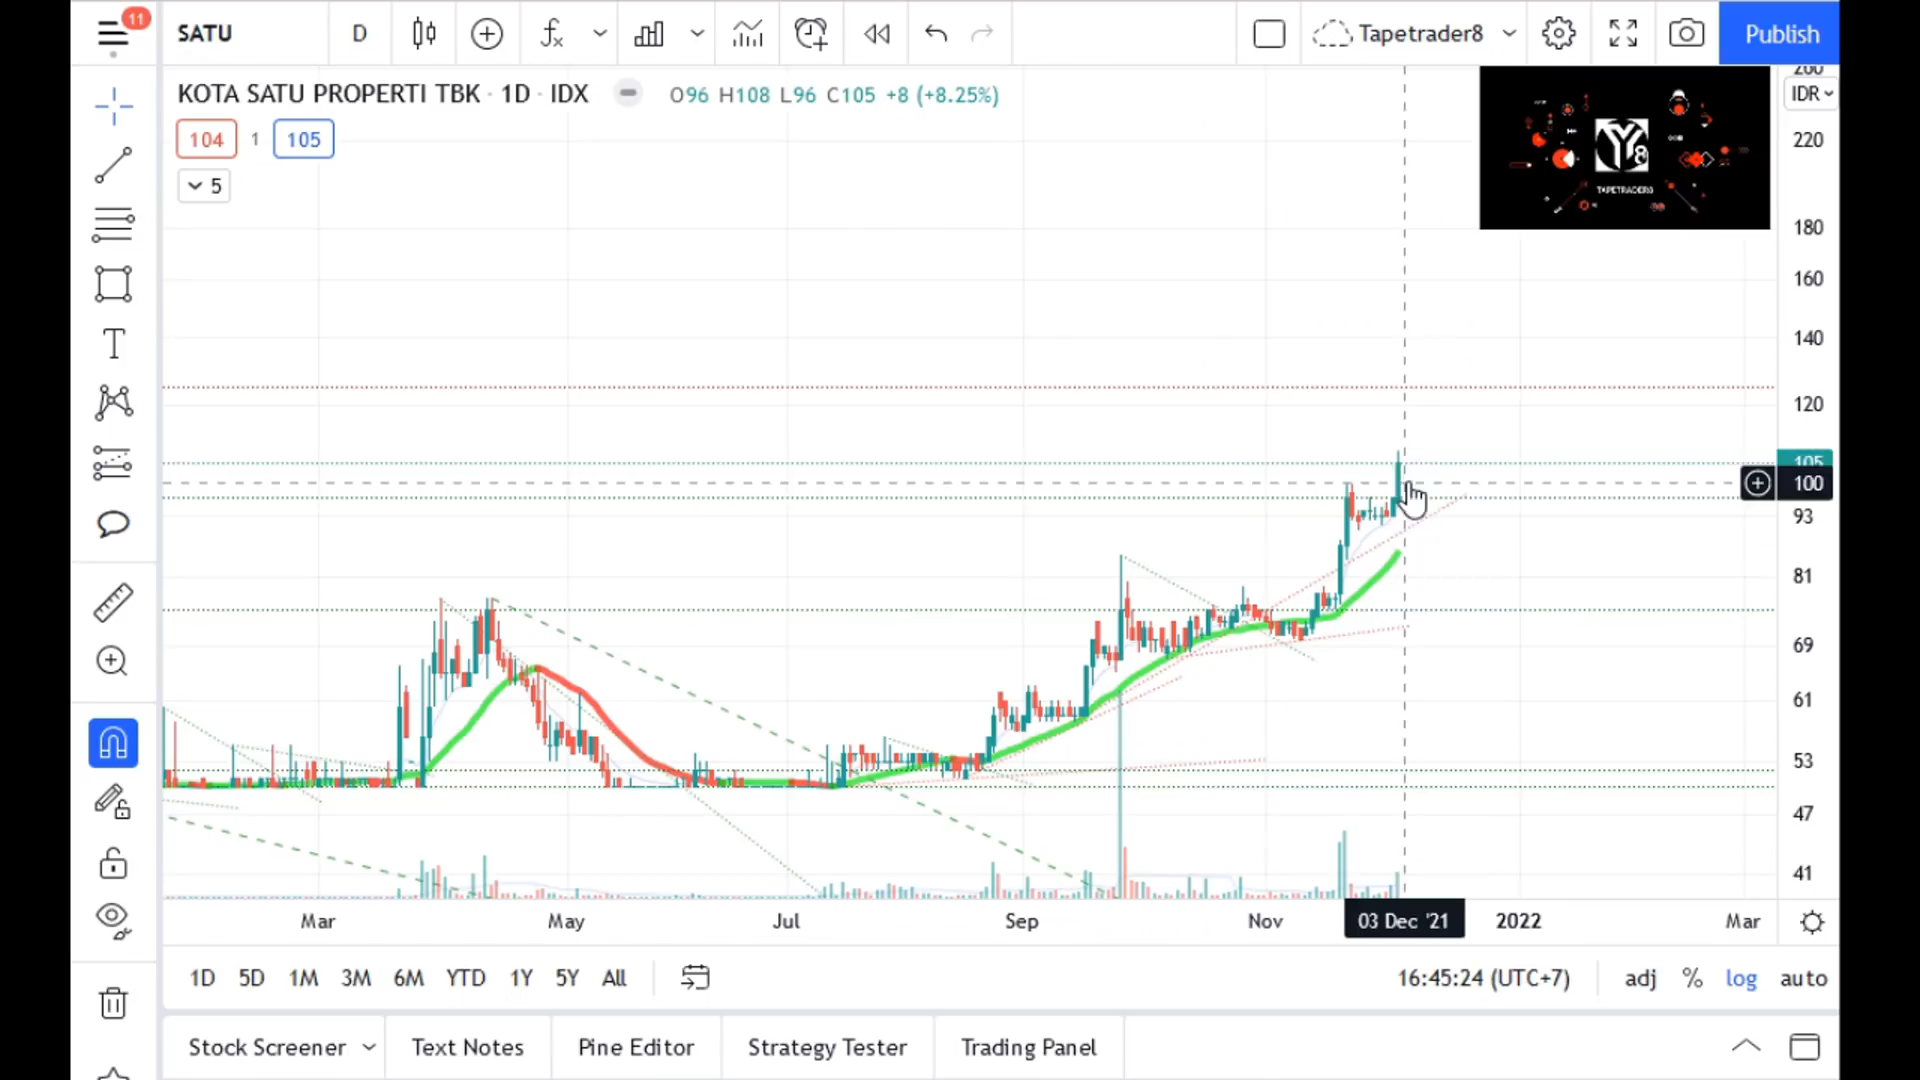 11
SATU
D
Tapetrader8
Publish
KOTA SATU PROPERTI TBK · 1D · IDX
O96 H108 L96 C105 +8 (+8.25%)
104 1 105
5
Y8
TAPETRADER8
IDR
200
220
180
160
140
120
105
100
93
81
69
61
53
47
41
Mar May Jul Sep Nov 03 Dec '21 2022 Mar
1D 5D 1M 3M 6M YTD 1Y 5Y All
16:45:24 (UTC+7) adj % log auto
Stock Screener Text Notes Pine Editor Strategy Tester Trading Panel